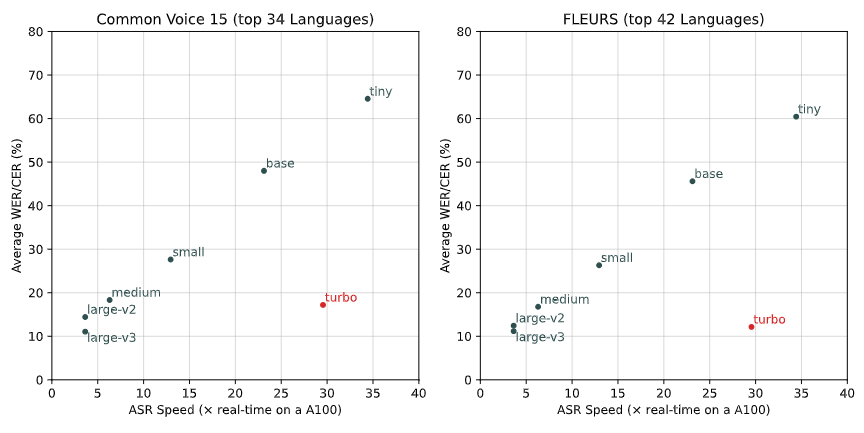 Common Voice 15 (top 34 Languages)
80
70
60
50
40
30
20
10
0
Average WER/CER (%)
tiny
base
small
medium
large-v2
large-v3
turbo
0 5 10 15 20 25 30 35 40
ASR Speed (× real-time on a A100)
FLEURS (top 42 Languages)
80
70
60
50
40
30
20
10
0
Average WER/CER (%)
tiny
base
small
medium
large-v2
large-v3
turbo
0 5 10 15 20 25 30 35 40
ASR Speed (× real-time on a A100)